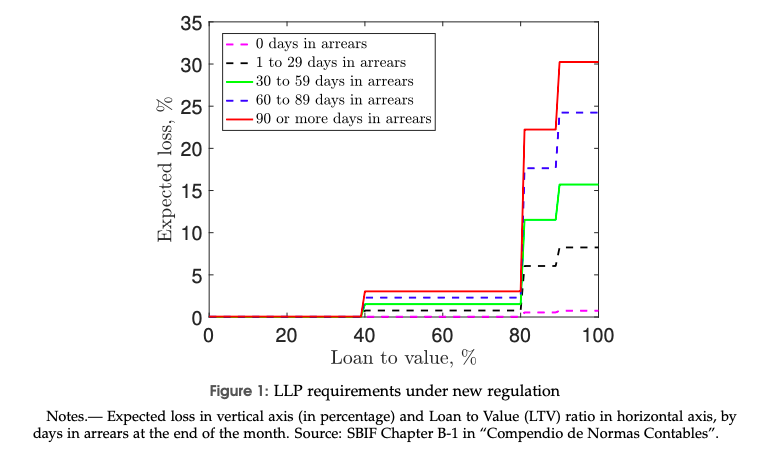 35
30
25
20
15
10
5
0
Expected loss, %
0 days in arrears
1 to 29 days in arrears
30 to 59 days in arrears
60 to 89 days in arrears
90 or more days in arrears
0 20 40 60 80 100
Loan to value, %
Figure 1: LLP requirements under new regulation
Notes.— Expected loss in vertical axis (in percentage) and Loan to Value (LTV) ratio in horizontal axis, by
days in arrears at the end of the month. Source: SBIF Chapter B-1 in “Compendio de Normas Contables”.